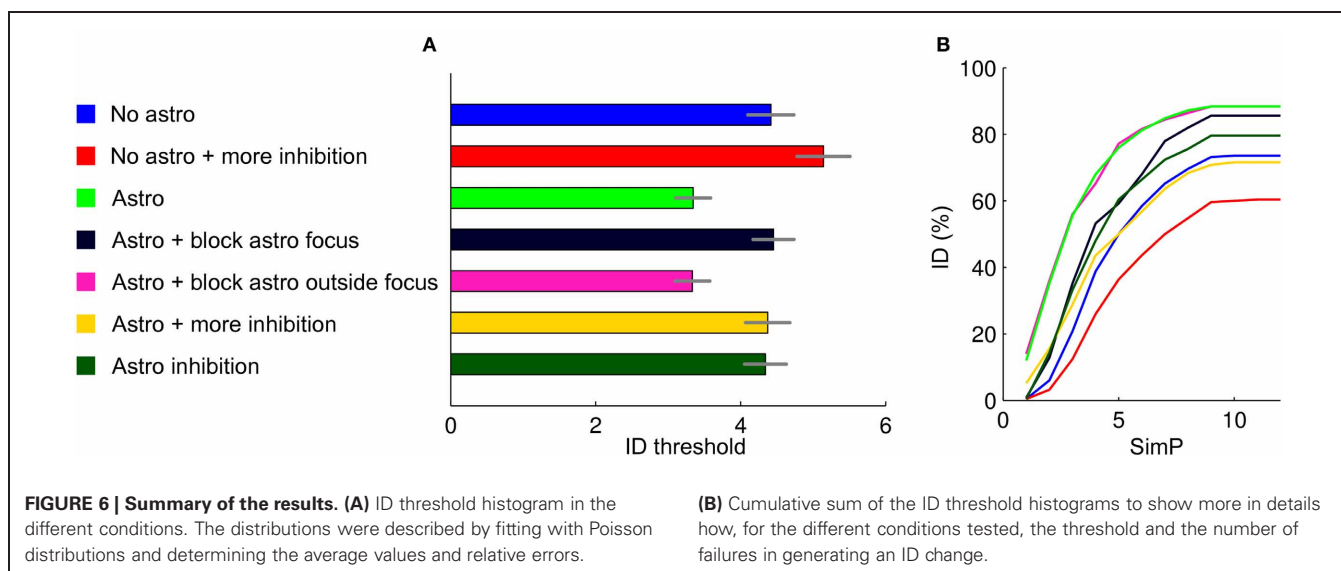 A
B
No astro
No astro + more inhibition
Astro
Astro + block astro focus
Astro + block astro outside focus
Astro + more inhibition
Astro inhibition
0
2
4
6
ID threshold
100
80
60
40
20
0
ID (%)
0
5
10
SimP
FIGURE 6 | Summary of the results. (A) ID threshold histogram in the
different conditions. The distributions were described by fitting with Poisson
distributions and determining the average values and relative errors.
(B) Cumulative sum of the ID threshold histograms to show more in details
how, for the different conditions tested, the threshold and the number of
failures in generating an ID change.